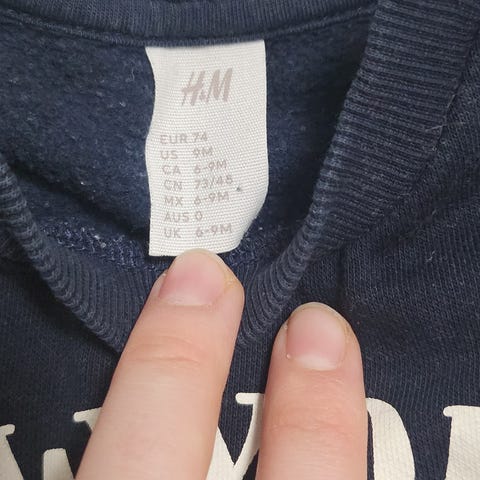 H&M
EUR 74
US 9M
CA 6-9M
CN 73/48
MX 6-9M
AUS 0
UK 6-9M